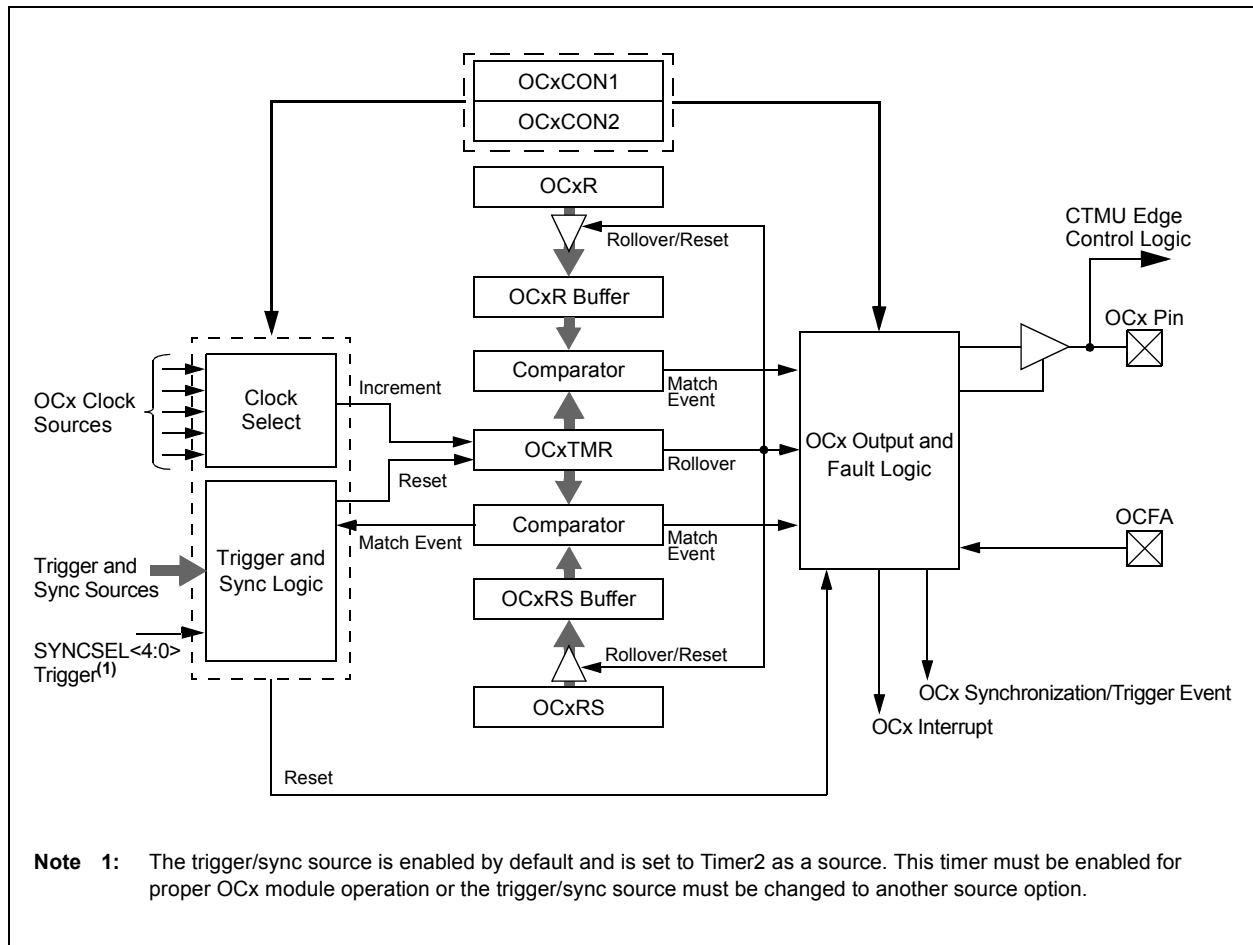 OCxCON1
OCxCON2
OCxR
Rollover/Reset
CTMU Edge
Control Logic
OCxR Buffer
OCx Pin
OCx Clock
Sources
Clock
Select
Increment
Comparator
Match
Event
OCxTMR
Rollover
OCx Output and
Fault Logic
Reset
Trigger and
Sync Logic
Match Event
Comparator
Match
Event
OCFA
Trigger and
Sync Sources
OCxRS Buffer
SYNCSEL<4:0>
Trigger(1)
Rollover/Reset
OCxRS
OCx Synchronization/Trigger Event
OCx Interrupt
Reset
Note 1: The trigger/sync source is enabled by default and is set to Timer2 as a source. This timer must be enabled for
proper OCx module operation or the trigger/sync source must be changed to another source option.